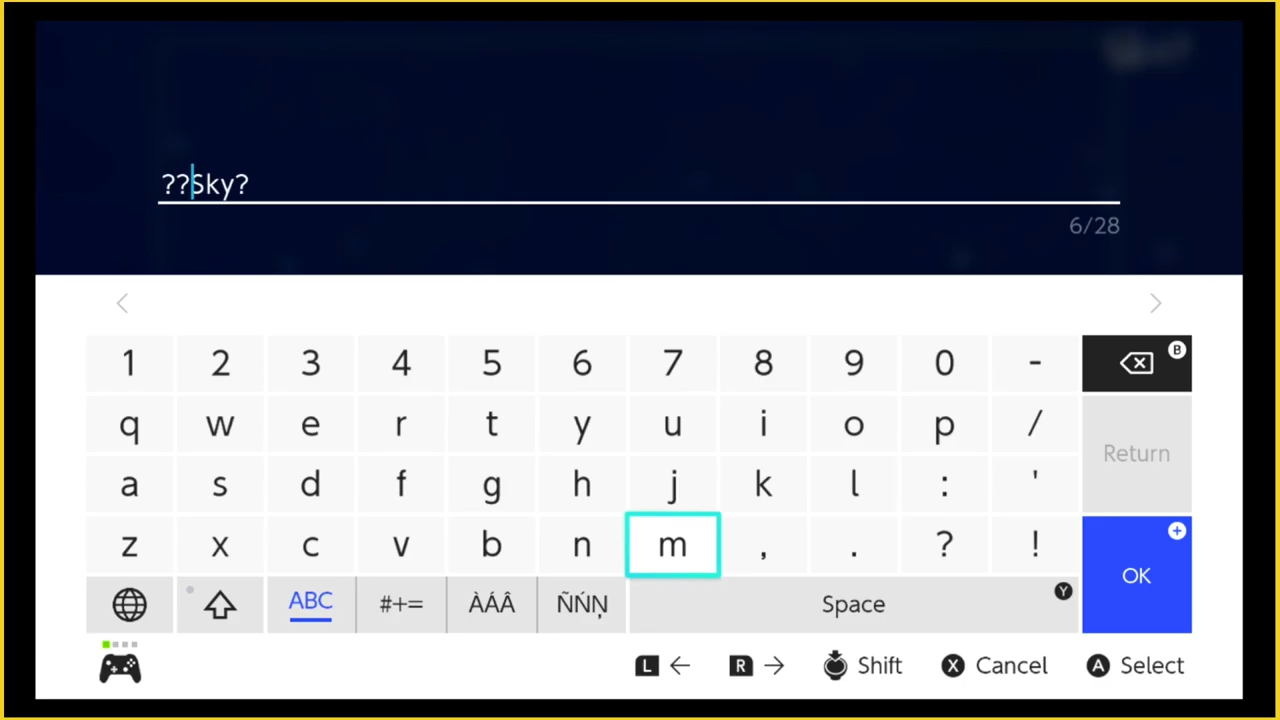 ??Sky?
6/28
1 2 3 4 5 6 7 8 9 0 - B
q w e r t y u i o p / Return
a s d f g h j k l : '
z x c v b n m , . ? ! + OK
ABC #+= ÀÁÂ ÑŃŅ Space Y
L ← R → Shift X Cancel A Select